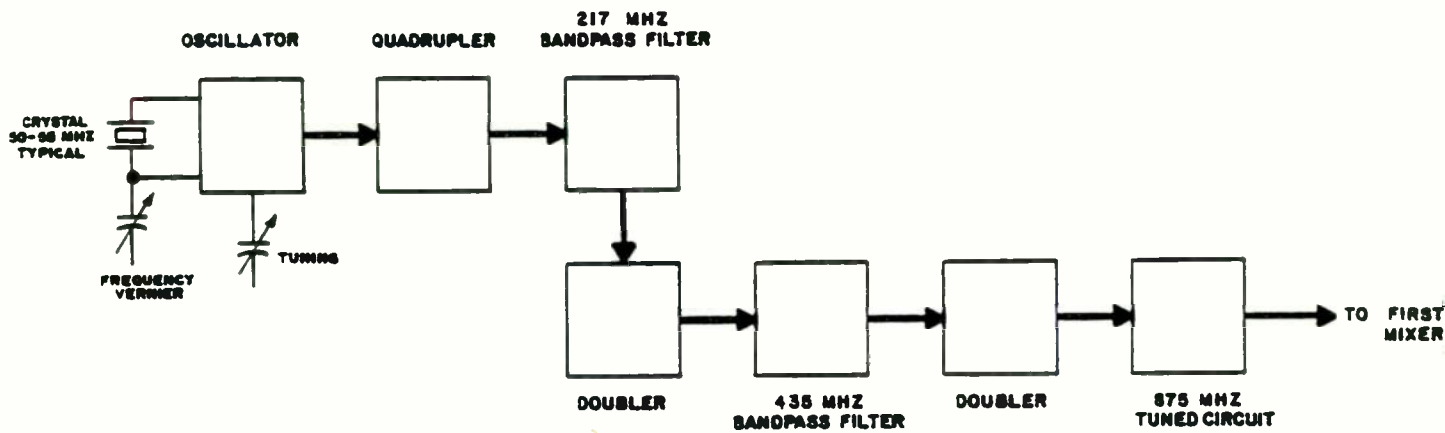 OSCILLATOR
QUADRUPLER
217 MHZ
BANDPASS FILTER
CRYSTAL
MHZ
TYPICAL
FREQUENCY
VERNIER
TUNING
TO FIRST
MIXER
DOUBLER
435 MHZ
BANDPASS FILTER
DOUBLER
875 MHZ
TUNED CIRCUIT